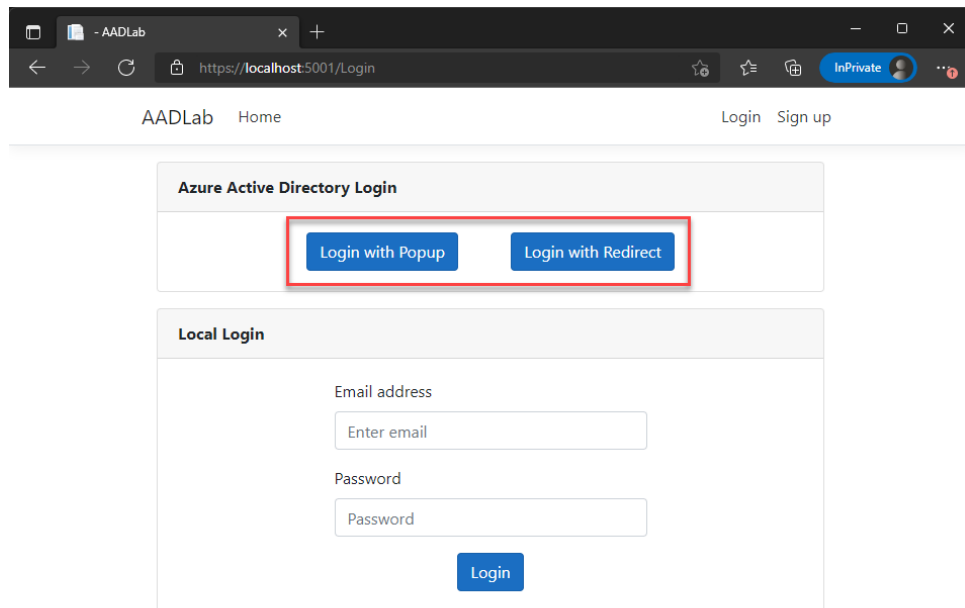 - AADLab
https://localhost:5001/Login
InPrivate
AADLab Home Login Sign up
Azure Active Directory Login
Login with Popup Login with Redirect
Local Login
Email address
Enter email
Password
Password
Login